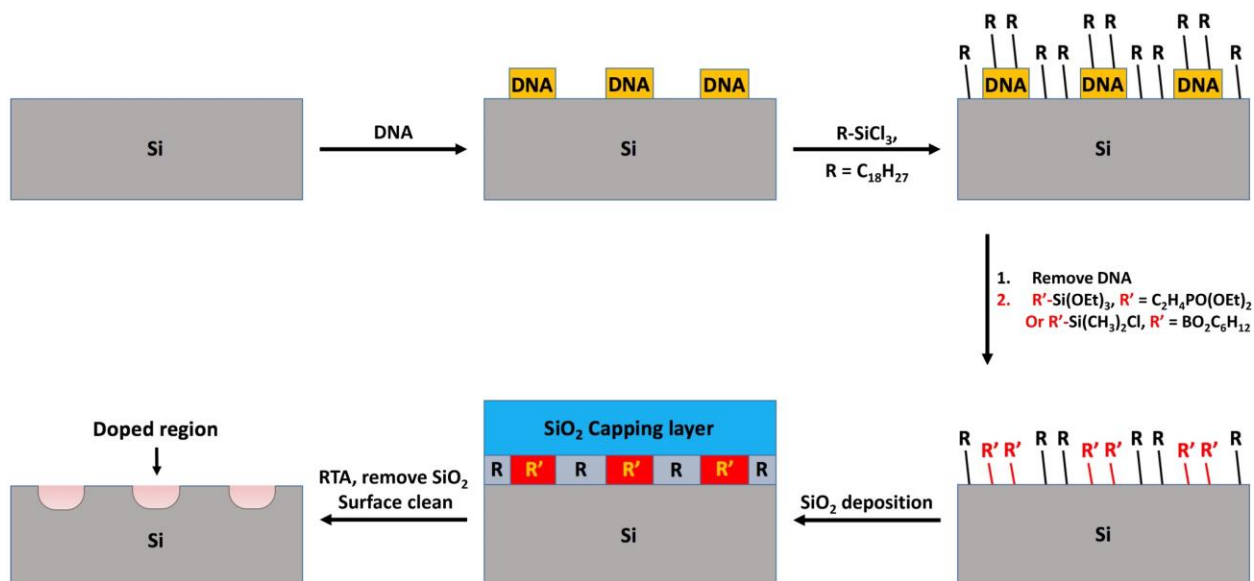 Si
DNA
DNA
DNA
DNA
Si
R-SiCl₃,
R = C₁₈H₂₇
R
R
R
R
R
R
R
R
R
R
R
R
DNA
DNA
DNA
Si
1. Remove DNA
2. R’-Si(OEt)₃, R’ = C₂H₄PO(OEt)₂
Or R’-Si(CH₃)₂Cl, R’ = BO₂C₆H₁₂
R R’ R’ R R R’ R’ R R R’ R’ R
Si
SiO₂ deposition
SiO₂ Capping layer
R R’ R R’ R R’ R
Si
RTA, remove SiO₂
Surface clean
Doped region
Si